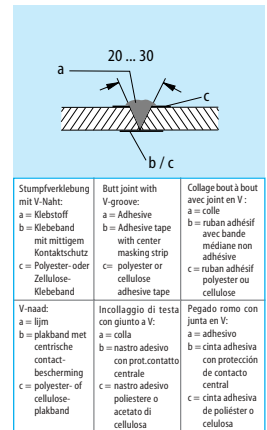 20 ... 30
a
c
b / c
Stumpfverklebung
mit V-Naht:
a = Klebstoff
b = Klebeband
mit mittigem
Kontaktschutz
c = Polyester- oder
Zellulose-
Klebeband
Butt joint with
V-groove:
a = Adhesive
b = Adhesive tape
with center
masking strip
c= polyester or
cellulose
adhesive tape
Collage bout à bout
avec joint en V :
a = colle
b = ruban adhésif
avec bande
médiane non
adhésive
c = ruban adhésif
polyester ou
cellulose
V-naad:
a = lijm
b = plakband met
centrische
contact-
bescherming
c = polyester- of
cellulose-
plakband
Incollaggio di testa
con giunto a V:
a = colla
b = nastro adesivo
con prot.contatto
centrale
c = nastro adesivo
poliestere o
acetato di
cellulosa
Pegado romo con
junta en V:
a = adhesivo
b = cinta adhesiva
con protección
de contacto
central
c = cinta adhesiva
de poliéster o
celulosa